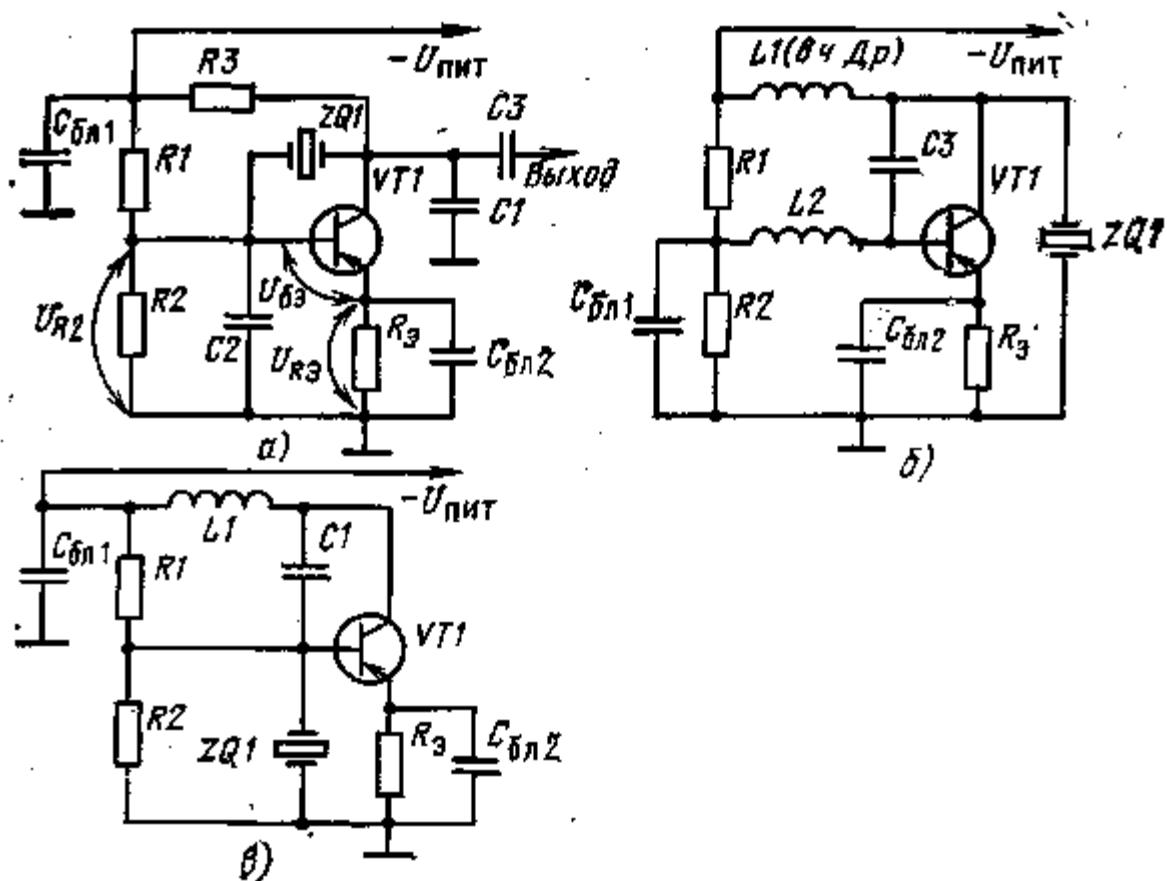 -Uпит
R3
ZQ1
C3
Cбл1
R1
VT1
Выход
C1
Uбэ
UR2
R2
C2
URЭ
Rэ
Cбл2
а)
L1(вч Др)
-Uпит
C3
R1
VT1
L2
ZQ1
Cбл1
R2
Cбл2
Rэ
б)
-Uпит
L1
C1
Cбл1
R1
VT1
R2
ZQ1
Rэ
Cбл2
в)